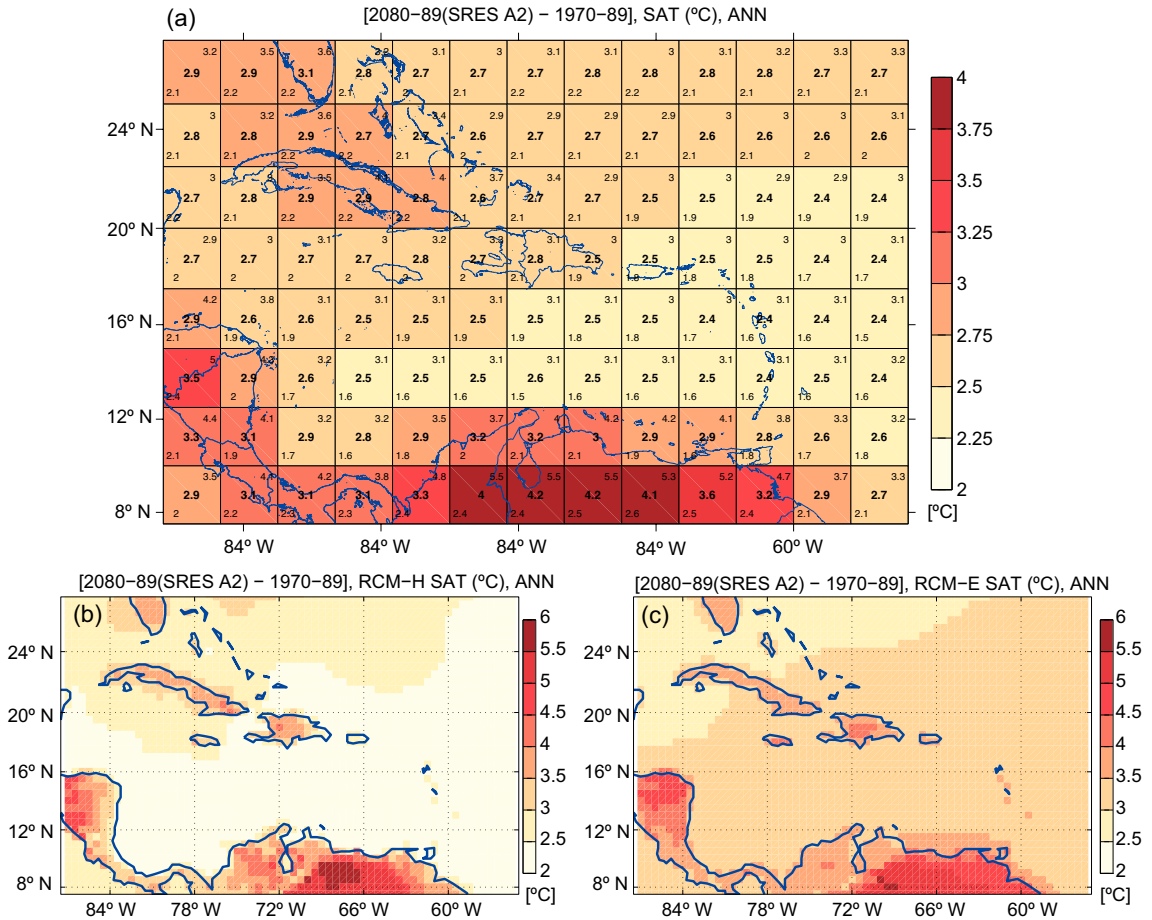 [2080−89(SRES A2) − 1970−89], SAT (ºC), ANN
(a)
3.2 3.5 3.6 3.2 3.1 3 3 3.1 3.1 3.1 3.2 3.3 3.3
2.9 2.9 3.1 2.8 2.7 2.7 2.7 2.8 2.8 2.8 2.8 2.7 2.7
2.1 2.2 2.2 2.1 2.1 2.1 2.2 2.2 2.2 2.2 2.1 2.1 2.1
3 3.2 3.6 4 3.4 2.9 2.9 2.9 2.9 3 3 3 3
24º N 2.8 2.8 2.9 2.7 2.7 2.6 2.7 2.7 2.7 2.6 2.6 2.6 2.6
2.1 2.1 2.2 2.2 2.1 2 2.1 2.1 2.1 2.1 2.1 2 2
3 3.5 4 3.7 3.4 2.9 3 3 2.9 2.9 3
2.7 2.8 2.9 2.9 2.8 2.6 2.7 2.7 2.5 2.5 2.4 2.4 2.4
2.2 2.1 2.2 2.2 2.2 2.1 2.1 2.1 1.9 1.9 1.9 1.9 1.9
20º N
2.9 3 3.1 3 3.2 3.3 3.1 3 3 3 3 3 3.1
2.7 2.7 2.7 2.7 2.8 2.7 2.8 2.5 2.5 2.5 2.5 2.4 2.4
2 2 2 2 2 2 2.1 1.9 1.8 1.8 1.8 1.7 1.7
4.2 3.8 3.1 3.1 3.1 3.1 3.1 3.1 3.1 3.1 3.1 3.1 3.1
16º N 2.9 2.6 2.6 2.5 2.5 2.5 2.5 2.5 2.5 2.4 2.4 2.4 2.4
2.1 1.9 1.9 2 1.9 1.9 1.9 1.8 1.8 1.7 1.6 1.6 1.5
5 4.3 3.2 3.1 3.1 3.1 3.1 3.1 3.1 3.1 3.1 3.1 3.2
3.5 2.9 2.6 2.5 2.5 2.5 2.6 2.5 2.5 2.5 2.4 2.5 2.4
2.4 2 1.7 1.6 1.6 1.6 1.5 1.6 1.6 1.6 1.6 1.6 1.6
12º N
4.4 4.1 3.2 3.2 3.5 3.7 4 4.2 4.2 4.1 3.8 3.3 3.2
3.3 3.1 2.9 2.8 2.9 3.2 3.2 3 2.9 2.9 2.8 2.6 2.6
2.1 1.9 1.7 1.6 1.8 2 2.1 2.1 1.9 1.9 1.8 1.7 1.8
3.5 4.4 4.2 3.8 4.8 5.5 5.5 5.5 5.3 5.2 4.7 3.7 3.3
2.9 3.1 3.1 3.1 3.3 4 4.2 4.2 4.1 3.6 3.2 2.9 2.7
8º N 2 2.2 2.3 2.3 2.4 2.4 2.4 2.5 2.6 2.5 2.4 2.1 2.1
84º W 84º W 84º W 84º W 60º W
4
3.75
3.5
3.25
3
2.75
2.5
2.25
2
[ºC]
[2080−89(SRES A2) − 1970−89], RCM−H SAT (ºC), ANN
(b)
24º N
20º N
16º N
12º N
8º N
84º W 78º W 72º W 66º W 60º W
6
5.5
5
4.5
4
3.5
3
2.5
2
[ºC]
[2080−89(SRES A2) − 1970−89], RCM−E SAT (ºC), ANN
(c)
24º N
20º N
16º N
12º N
8º N
84º W 78º W 72º W 66º W 60º W
6
5.5
5
4.5
4
3.5
3
2.5
2
[ºC]